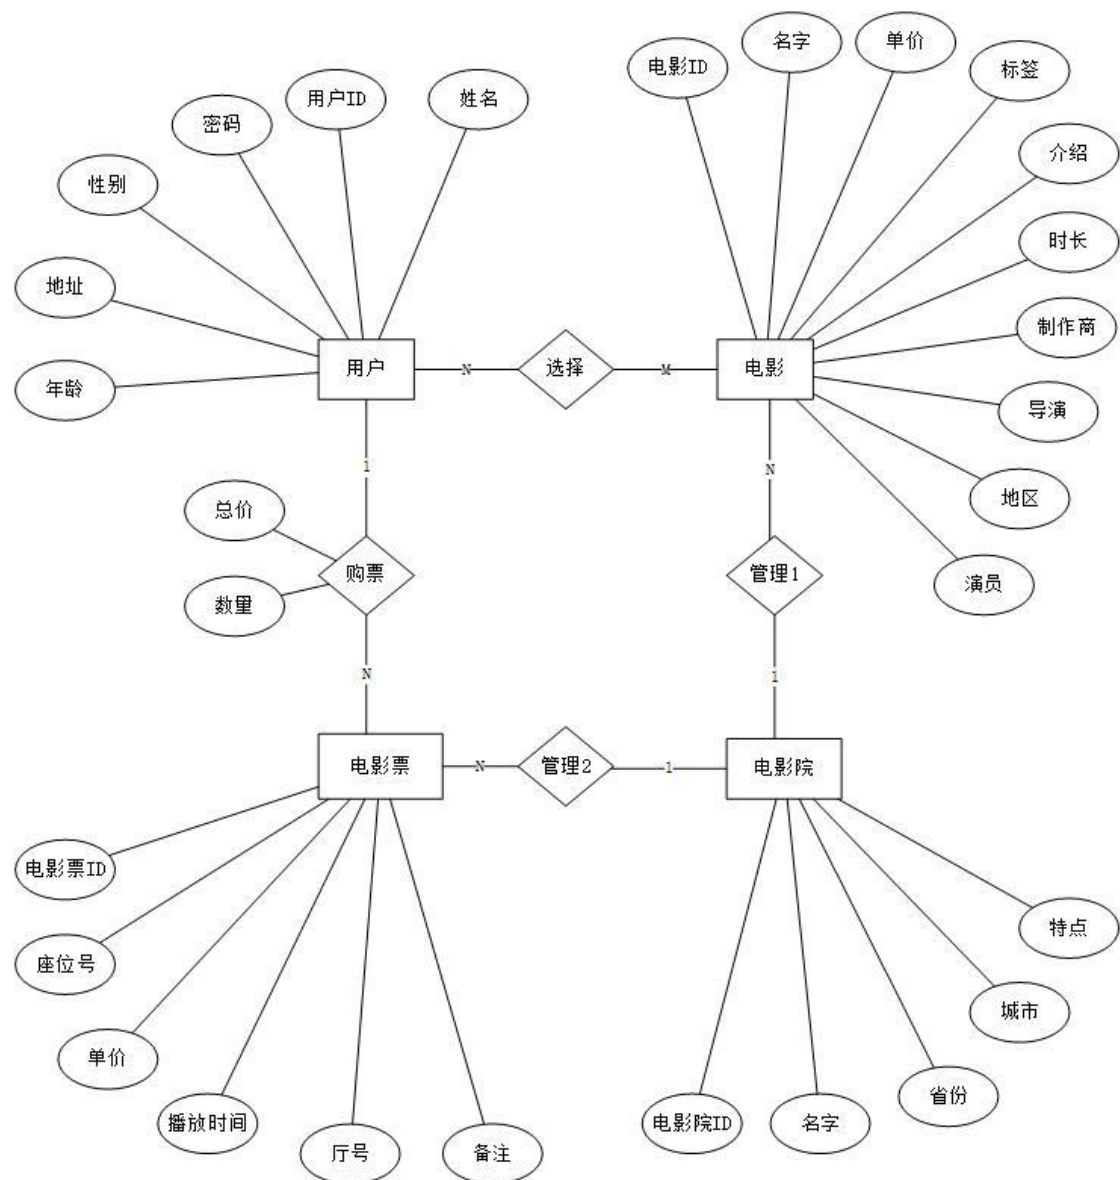 名字
单价
电影ID
标签
用户ID
姓名
密码
介绍
性别
时长
地址
制作商
用户
N
选择
M
电影
年龄
导演
1
N
地区
总价
购票
管理1
演员
数量
N
1
电影票
N
管理2
1
电影院
电影票ID
特点
座位号
城市
单价
省份
播放时间
电影院ID
名字
厅号
备注